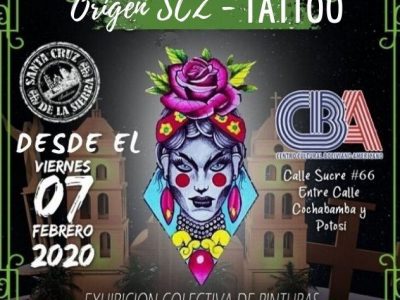 Origen SCZ - TATTOO
SANTA CRUZ
DE LA SIERRA
DESDE EL
VIERNES
07
FEBRERO
2020
CBA
CENTRO CULTURAL BOLIVIANO-AMERICANO
Calle Sucre #66
Entre Calle
Cochabamba y
Potosí
EXHIBICION COLECTIVA DE PINTURAS